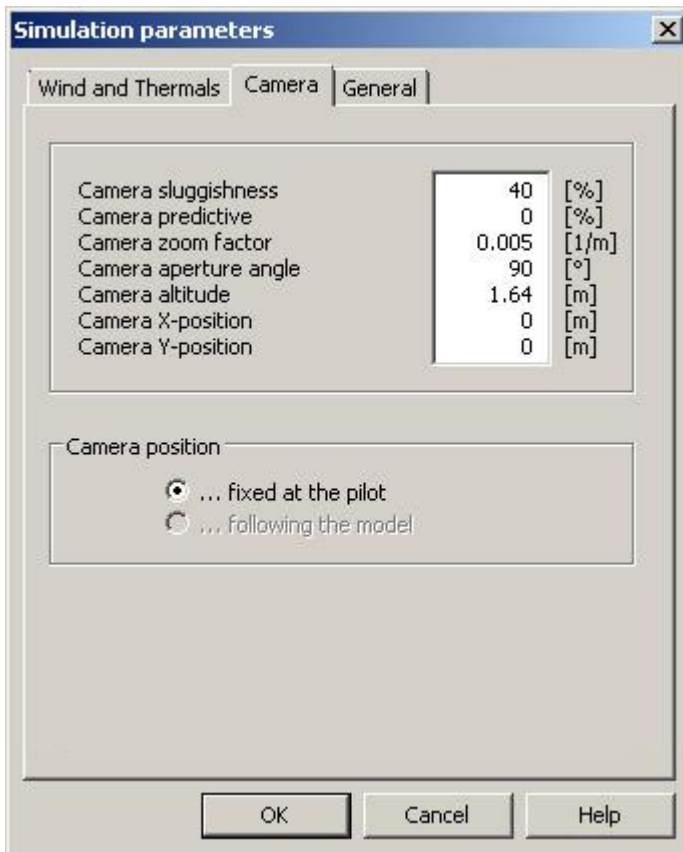 Simulation parameters
Wind and Thermals Camera General
Camera sluggishness 40 [%]
Camera predictive 0 [%]
Camera zoom factor 0.005 [1/m]
Camera aperture angle 90 [°]
Camera altitude 1.64 [m]
Camera X-position 0 [m]
Camera Y-position 0 [m]
Camera position
... fixed at the pilot
... following the model
OK Cancel Help